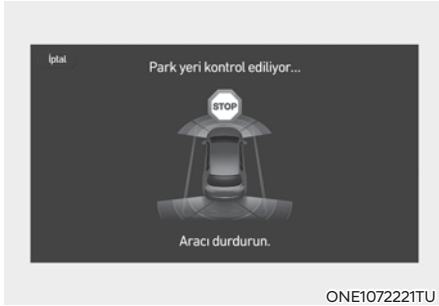 İptal
Park yeri kontrol ediliyor...
STOP
Aracı durdurun.
ONE1072221TU